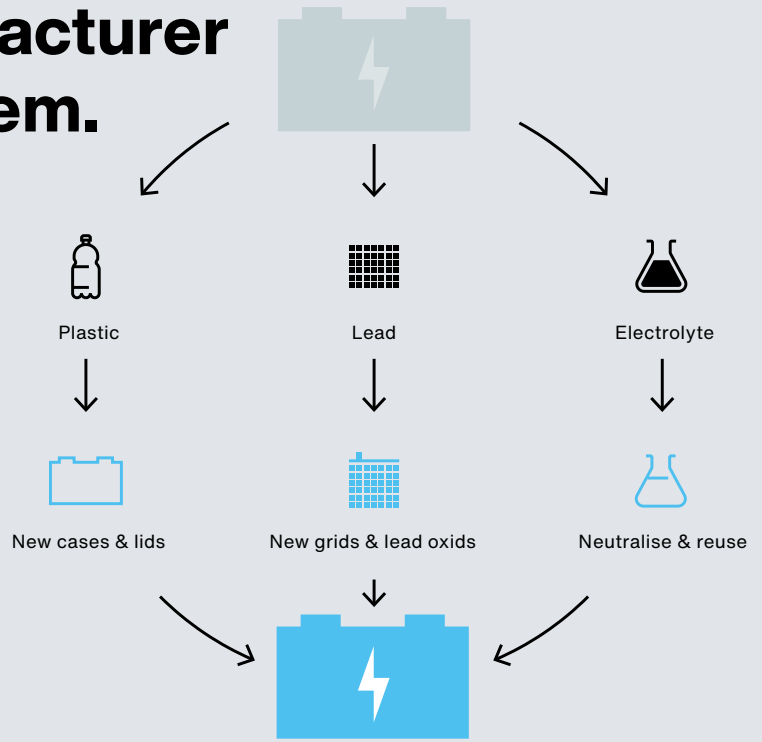 acturer
em.
Plastic
Lead
Electrolyte
New cases & lids
New grids & lead oxids
Neutralise & reuse